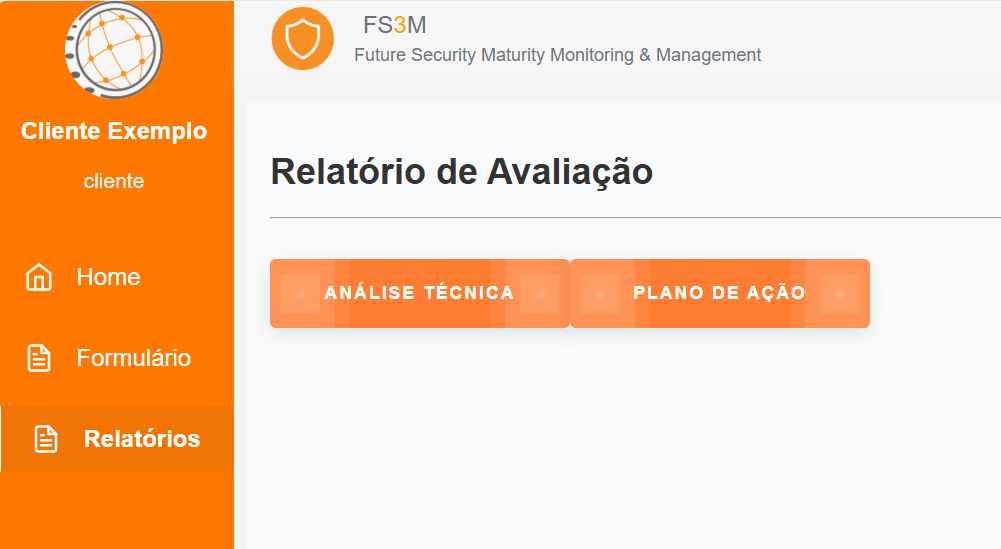 Cliente Exemplo
cliente
Home
Formulário
Relatórios
FS3M
Future Security Maturity Monitoring & Management
Relatório de Avaliação
ANÁLISE TÉCNICA
PLANO DE AÇÃO